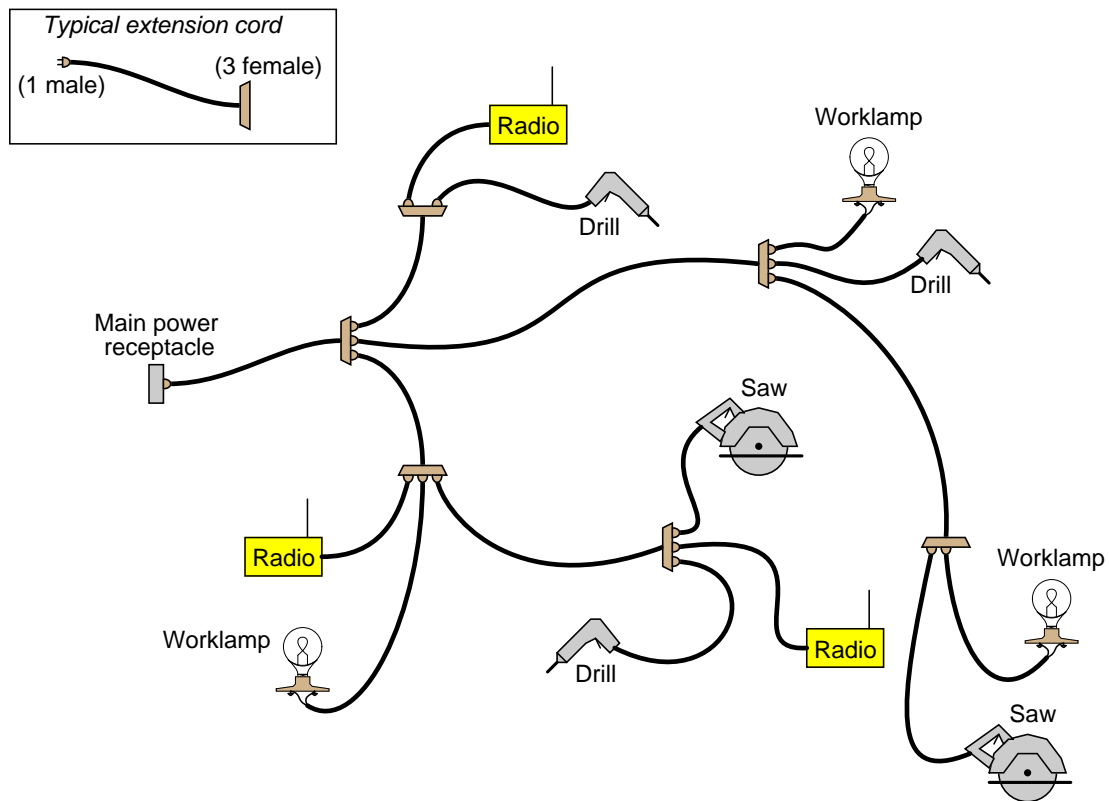 Typical extension cord
(3 female)
(1 male)
Radio
Worklamp
Drill
Drill
Main power
receptacle
Saw
Radio
Worklamp
Worklamp
Drill
Radio
Saw